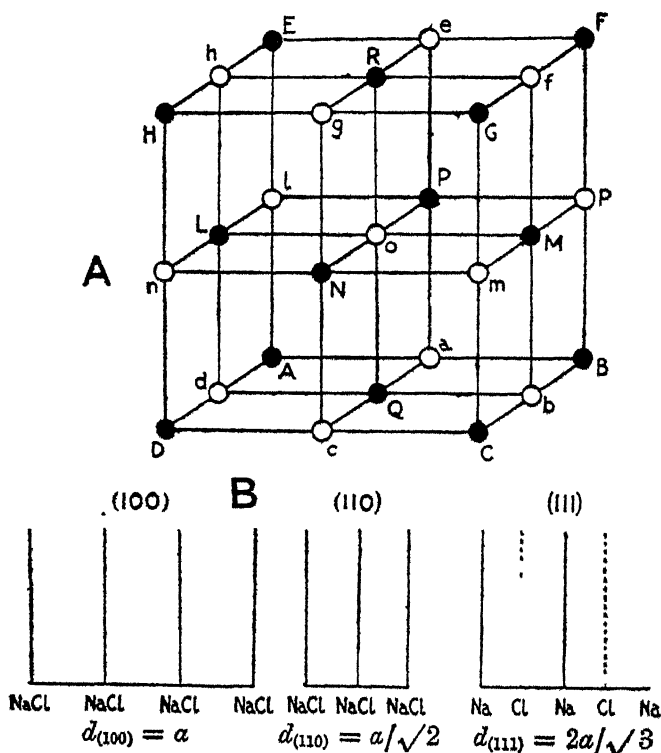 E e F
h R f
H g G
l P p
L o M
A n N m
A a B
d Q b
D c C
B
(100) (110) (111)
NaCl NaCl NaCl NaCl NaCl NaCl NaCl Na Cl Na Cl Na
d(100) = a d(110) = a/√2 d(111) = 2a/√3